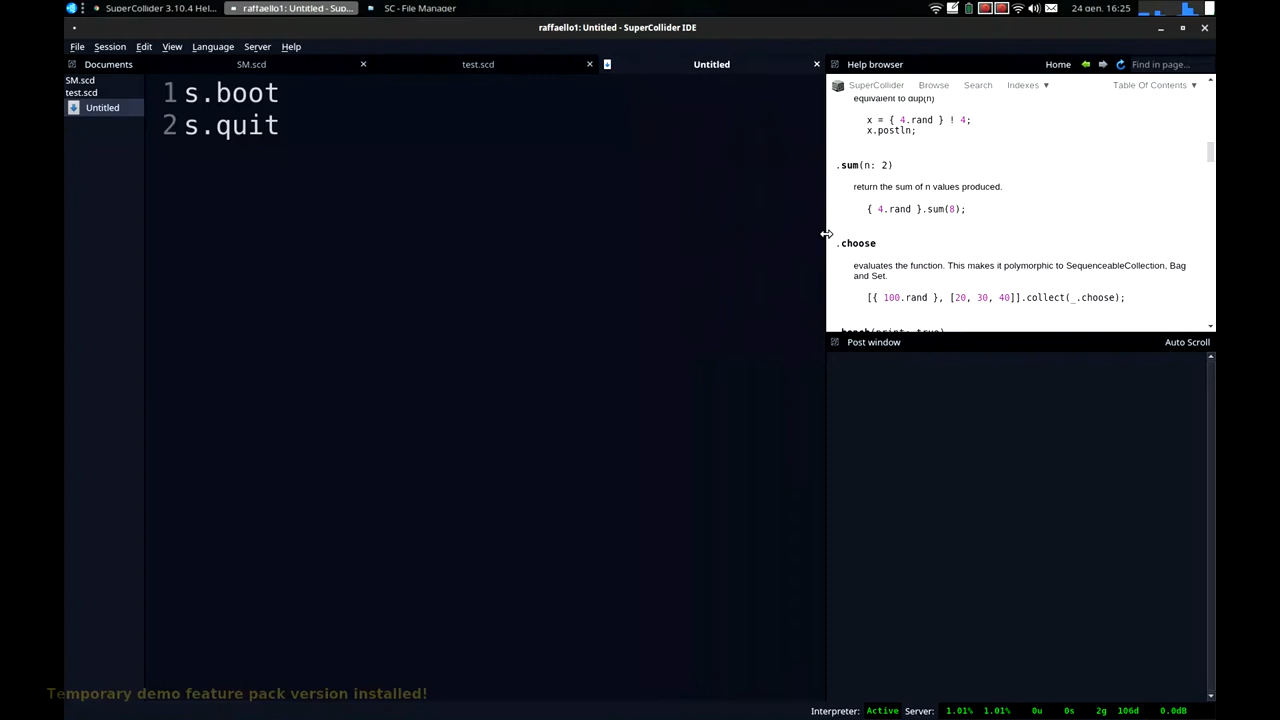 SuperCollider 3.10.4 Hel...
raffaello1: Untitled - Sup...
SC - File Manager
24 gen, 16:25
raffaello1: Untitled - SuperCollider IDE
File Session Edit View Language Server Help
Documents
SM.scd
test.scd
Untitled
Help browser
Home
Find in page...
SM.scd
test.scd
Untitled
1 s.boot
2 s.quit
SuperCollider Browse Search Indexes ▼ Table Of Contents ▼
equivalent to dup(n)
x = { 4.rand } ! 4;
x.postln;
.sum(n: 2)
return the sum of n values produced.
{ 4.rand }.sum(8);
.choose
evaluates the function. This makes it polymorphic to SequenceableCollection, Bag
and Set.
[{ 100.rand }, [20, 30, 40]].collect(_.choose);
.bench(print: true)
Post window
Auto Scroll
Temporary demo feature pack version installed!
Interpreter: Active Server: 1.01% 1.01% 0u 0s 2g 106d 0.0dB